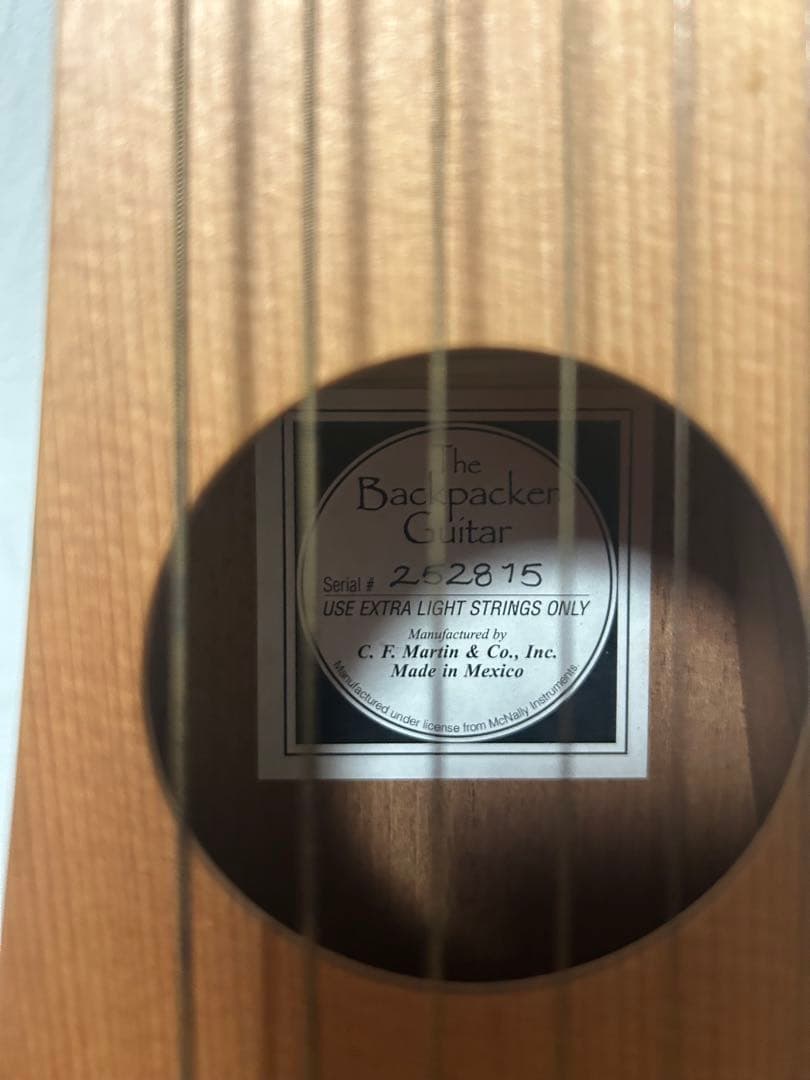 The
Backpacker
Guitar
Serial # 252815
USE EXTRA LIGHT STRINGS ONLY
Manufactured by
C. F. Martin & Co., Inc.
Made in Mexico
Manufactured under license from McNally Instruments.